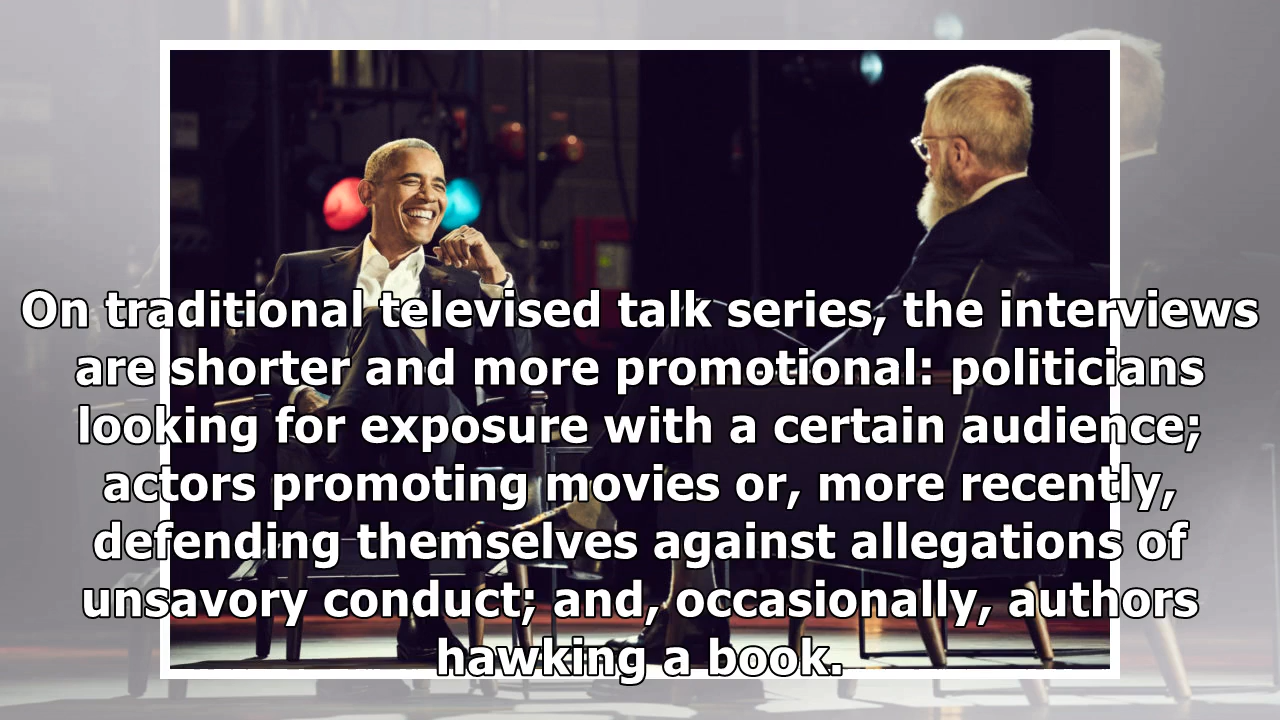 On traditional televised talk series, the interviews
are shorter and more promotional: politicians
looking for exposure with a certain audience;
actors promoting movies or, more recently,
defending themselves against allegations of
unsavory conduct; and, occasionally, authors
hawking a book.